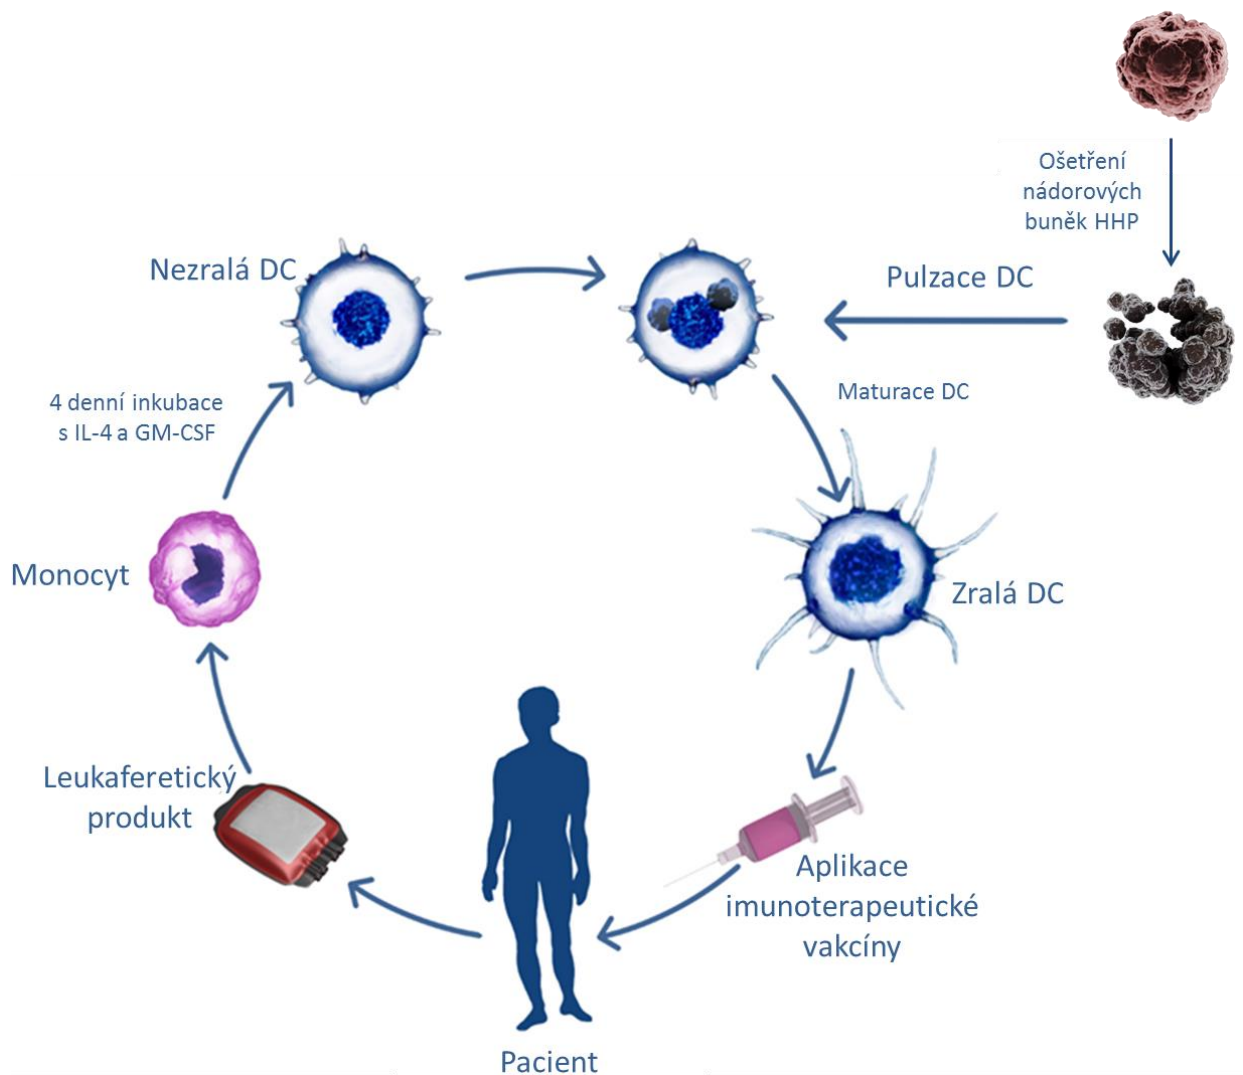 Ošetření
nádorových
buněk HHP
Nezralá DC
Pulzace DC
Maturace DC
4 denní inkubace
s IL-4 a GM-CSF
Monocyt
Zralá DC
Leukaferetický
produkt
Aplikace
imunoterapeutické
vakcíny
Pacient